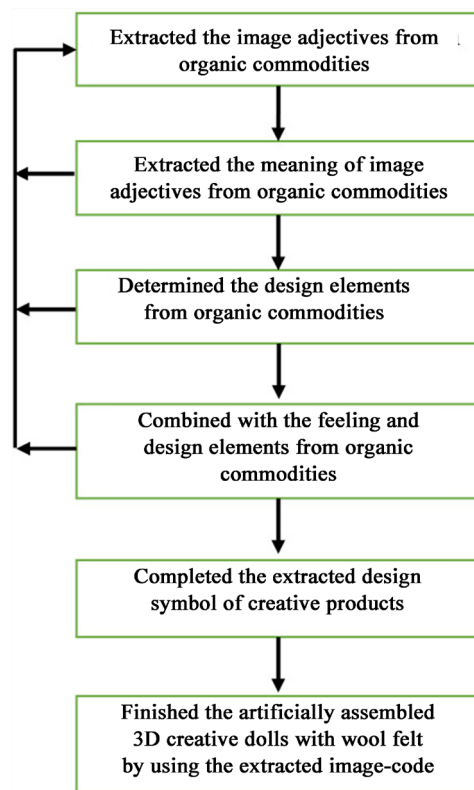 Extracted the image adjectives from
organic commodities
Extracted the meaning of image
adjectives from organic commodities
Determined the design elements
from organic commodities
Combined with the feeling and
design elements from organic
commodities
Completed the extracted design
symbol of creative products
Finished the artificially assembled
3D creative dolls with wool felt
by using the extracted image-code